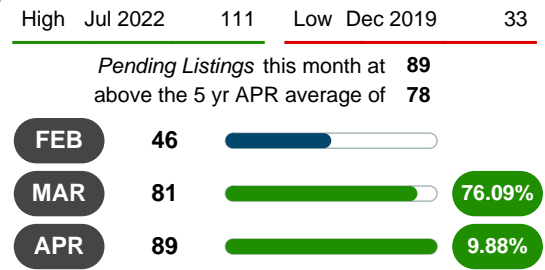 High Jul 2022 111 Low Dec 2019 33
Pending Listings this month at 89
above the 5 yr APR average of 78
FEB 46
MAR 81 76.09%
APR 89 9.88%